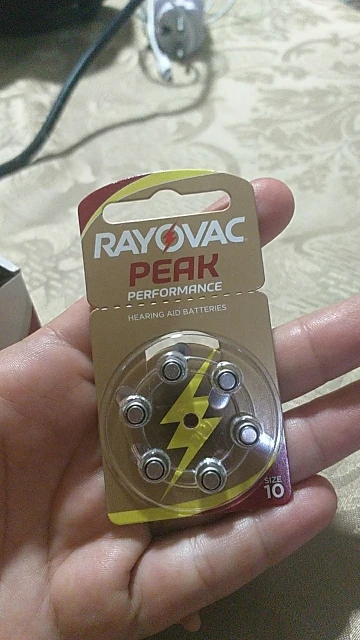 RAYOVAC
PEAK
PERFORMANCE
HEARING AID BATTERIES
SIZE
10